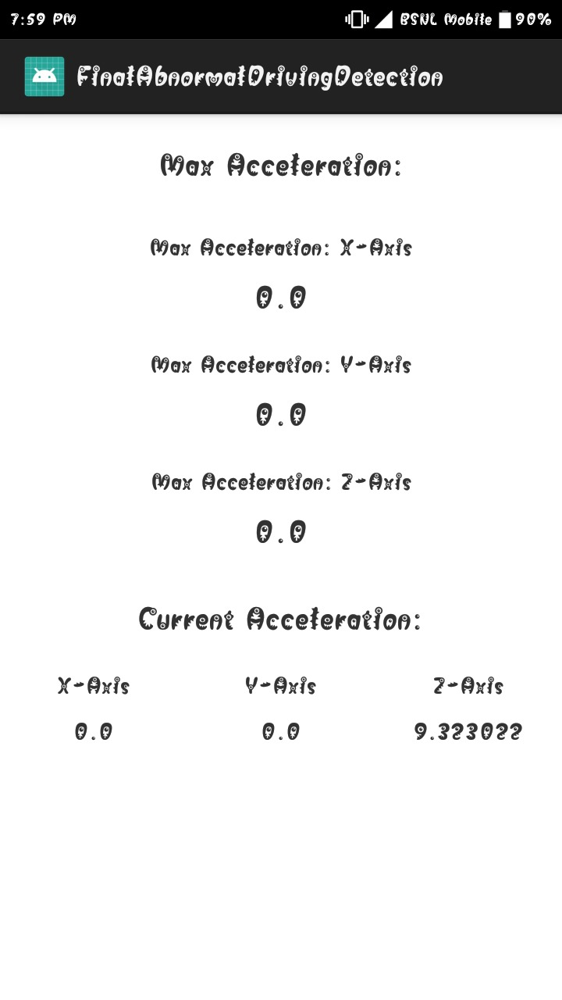 7:59 PM BSNL Mobile 90%
FinalAbnormalDrivingDetection
Max Acceleration:
Max Acceleration: X-Axis
0.0
Max Acceleration: Y-Axis
0.0
Max Acceleration: Z-Axis
0.0
Current Acceleration:
X-Axis Y-Axis Z-Axis
0.0 0.0 9.323022